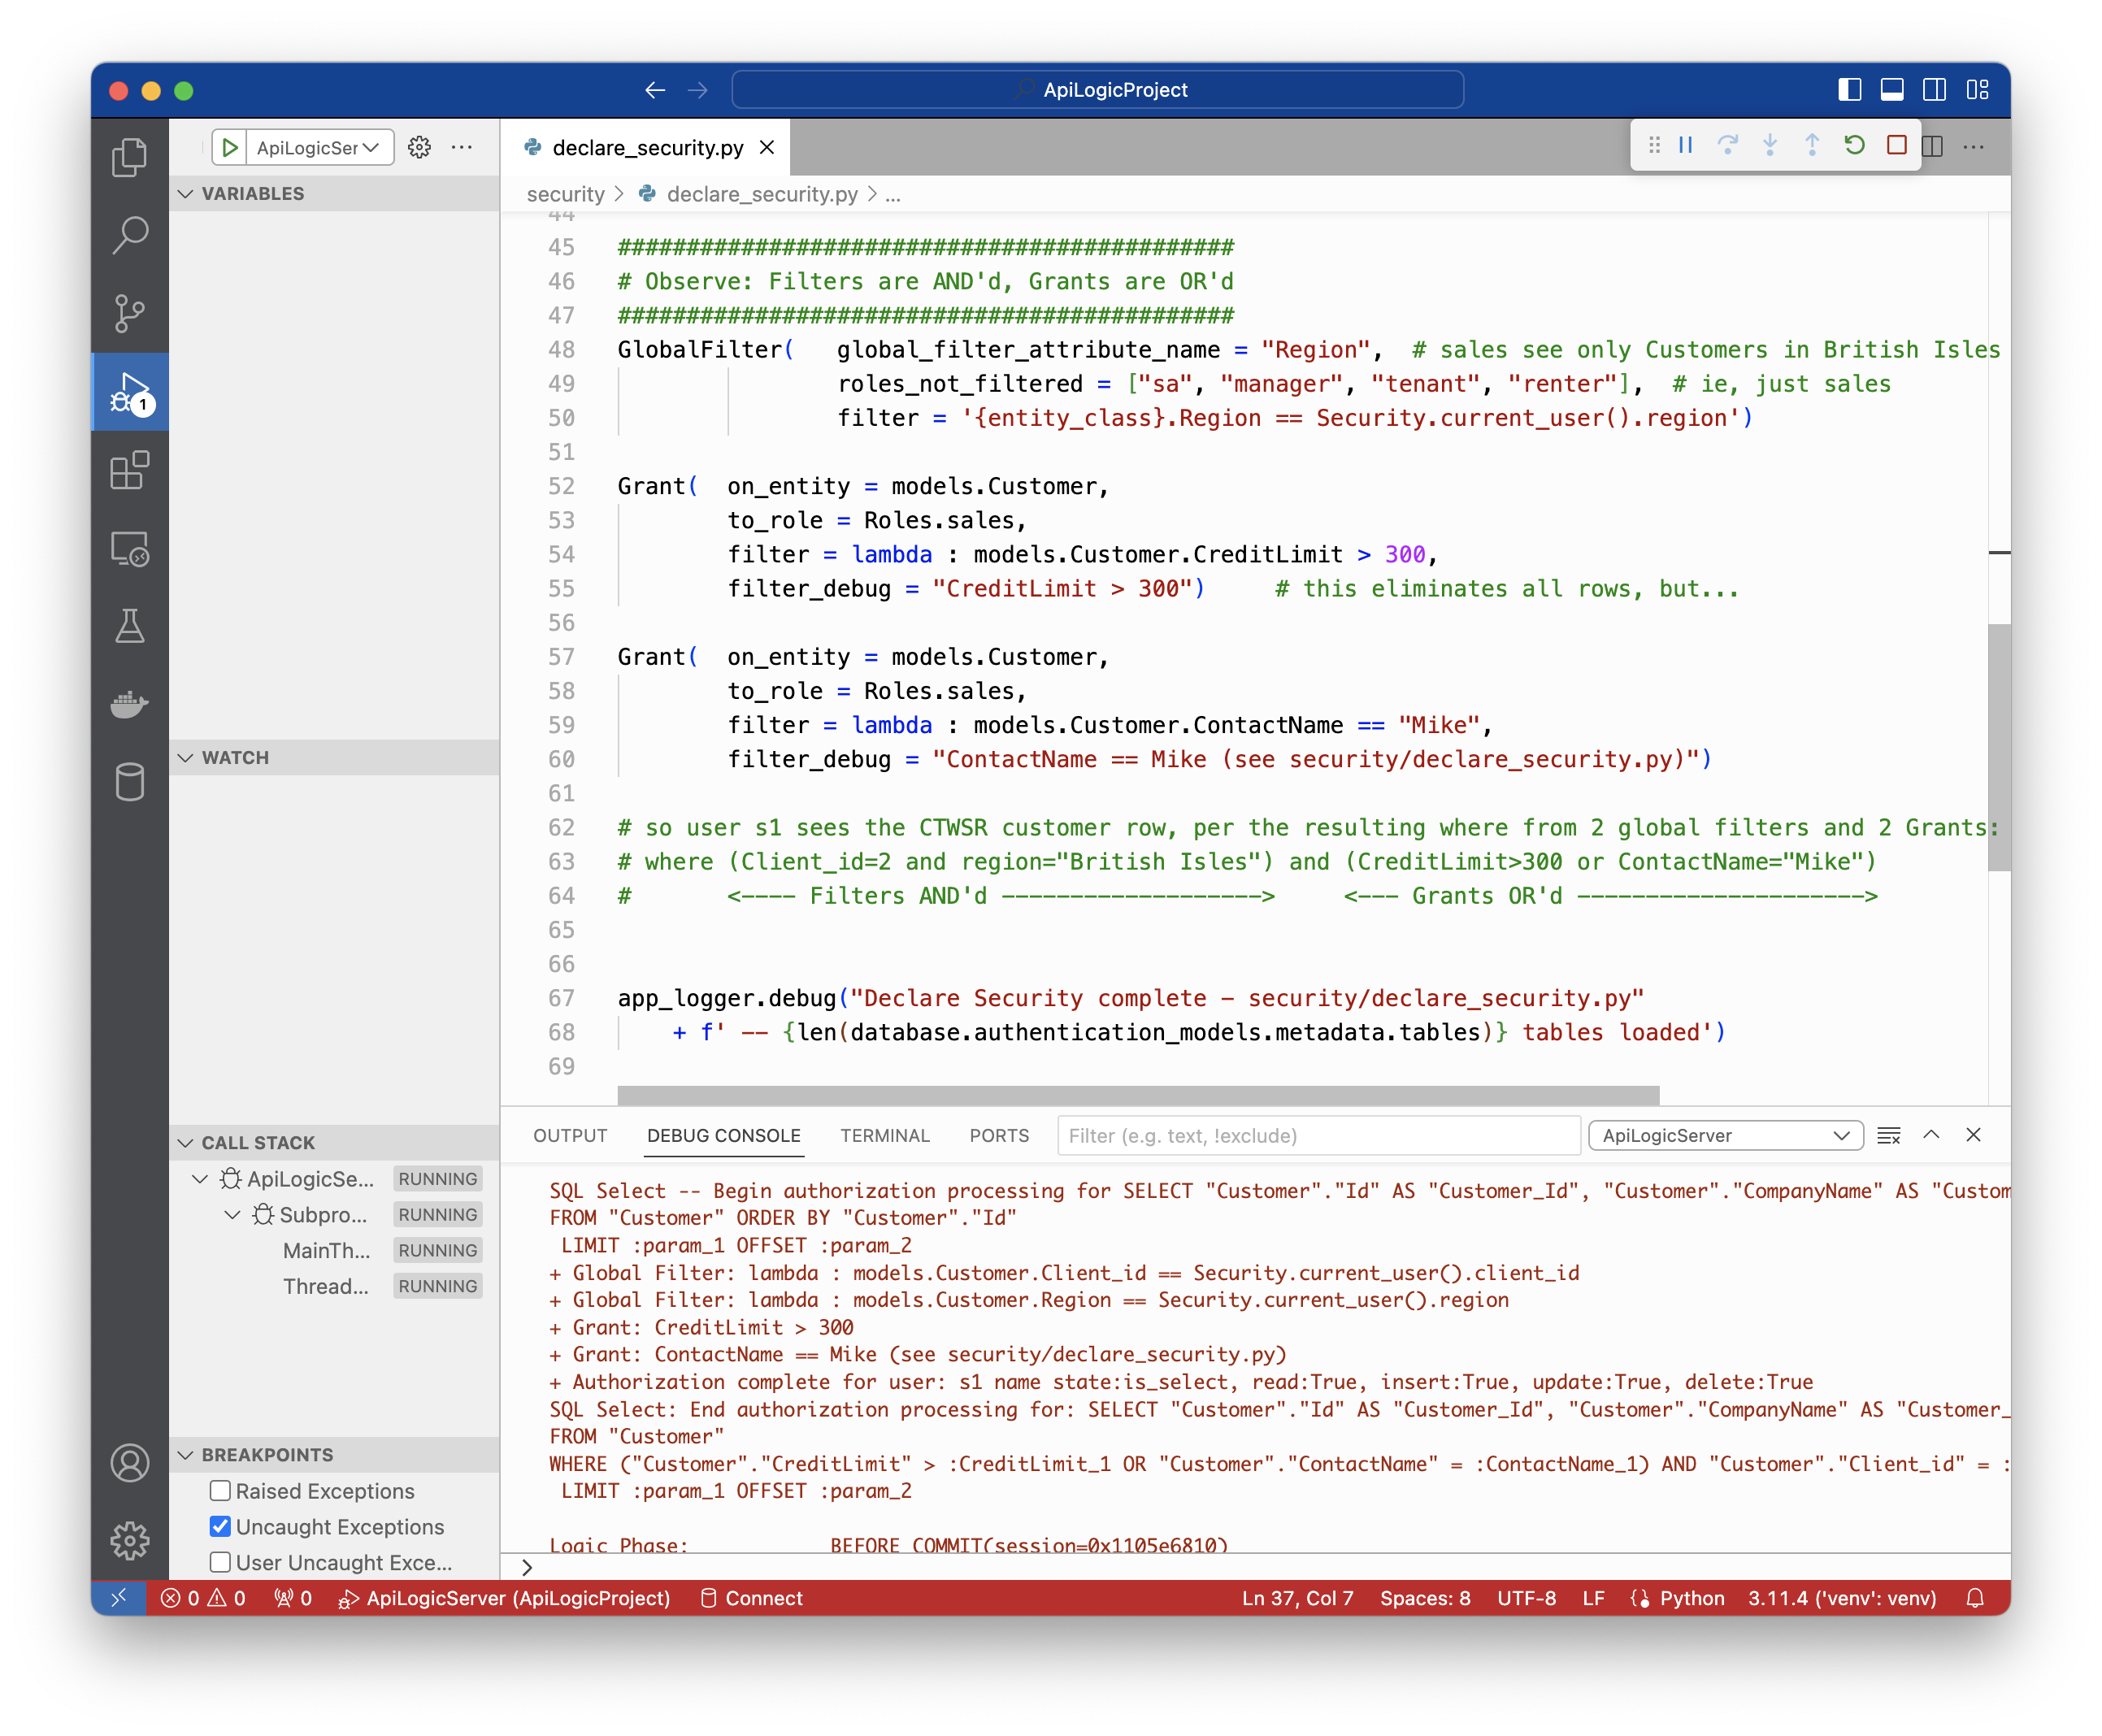 ApiLogicProject
ApiLogicSer
VARIABLES
WATCH
CALL STACK
ApiLogicSe... RUNNING
Subpro... RUNNING
MainTh... RUNNING
Thread... RUNNING
BREAKPOINTS
Raised Exceptions
Uncaught Exceptions
User Uncaught Exce...
1
declare_security.py
security > declare_security.py > ...
44
45 #############################################
46 # Observe: Filters are AND'd, Grants are OR'd
47 #############################################
48 GlobalFilter(   global_filter_attribute_name = "Region",  # sales see only Customers in British Isles
49                 roles_not_filtered = ["sa", "manager", "tenant", "renter"],  # ie, just sales
50                 filter = '{entity_class}.Region == Security.current_user().region')
51
52 Grant(  on_entity = models.Customer,
53         to_role = Roles.sales,
54         filter = lambda : models.Customer.CreditLimit > 300,
55         filter_debug = "CreditLimit > 300")     # this eliminates all rows, but...
56
57 Grant(  on_entity = models.Customer,
58         to_role = Roles.sales,
59         filter = lambda : models.Customer.ContactName == "Mike",
60         filter_debug = "ContactName == Mike (see security/declare_security.py)")
61
62 # so user s1 sees the CTWSR customer row, per the resulting where from 2 global filters and 2 Grants:
63 # where (Client_id=2 and region="British Isles") and (CreditLimit>300 or ContactName="Mike")
64 #       <---- Filters AND'd -------------------->     <--- Grants OR'd --------------------->
65
66
67 app_logger.debug("Declare Security complete - security/declare_security.py"
68     + f' -- {len(database.authentication_models.metadata.tables)} tables loaded')
69
OUTPUT DEBUG CONSOLE TERMINAL PORTS Filter (e.g. text, !exclude) ApiLogicServer
SQL Select -- Begin authorization processing for SELECT "Customer"."Id" AS "Customer_Id", "Customer"."CompanyName" AS "Custom
FROM "Customer" ORDER BY "Customer"."Id"
 LIMIT :param_1 OFFSET :param_2
+ Global Filter: lambda : models.Customer.Client_id == Security.current_user().client_id
+ Global Filter: lambda : models.Customer.Region == Security.current_user().region
+ Grant: CreditLimit > 300
+ Grant: ContactName == Mike (see security/declare_security.py)
+ Authorization complete for user: s1 name state:is_select, read:True, insert:True, update:True, delete:True
SQL Select: End authorization processing for: SELECT "Customer"."Id" AS "Customer_Id", "Customer"."CompanyName" AS "Customer_
FROM "Customer"
WHERE ("Customer"."CreditLimit" > :CreditLimit_1 OR "Customer"."ContactName" = :ContactName_1) AND "Customer"."Client_id" = :
 LIMIT :param_1 OFFSET :param_2
Logic Phase:            BEFORE COMMIT(session=0x1105e6810)
>
0 0 0 ApiLogicServer (ApiLogicProject) Connect Ln 37, Col 7 Spaces: 8 UTF-8 LF Python 3.11.4 ('venv': venv)